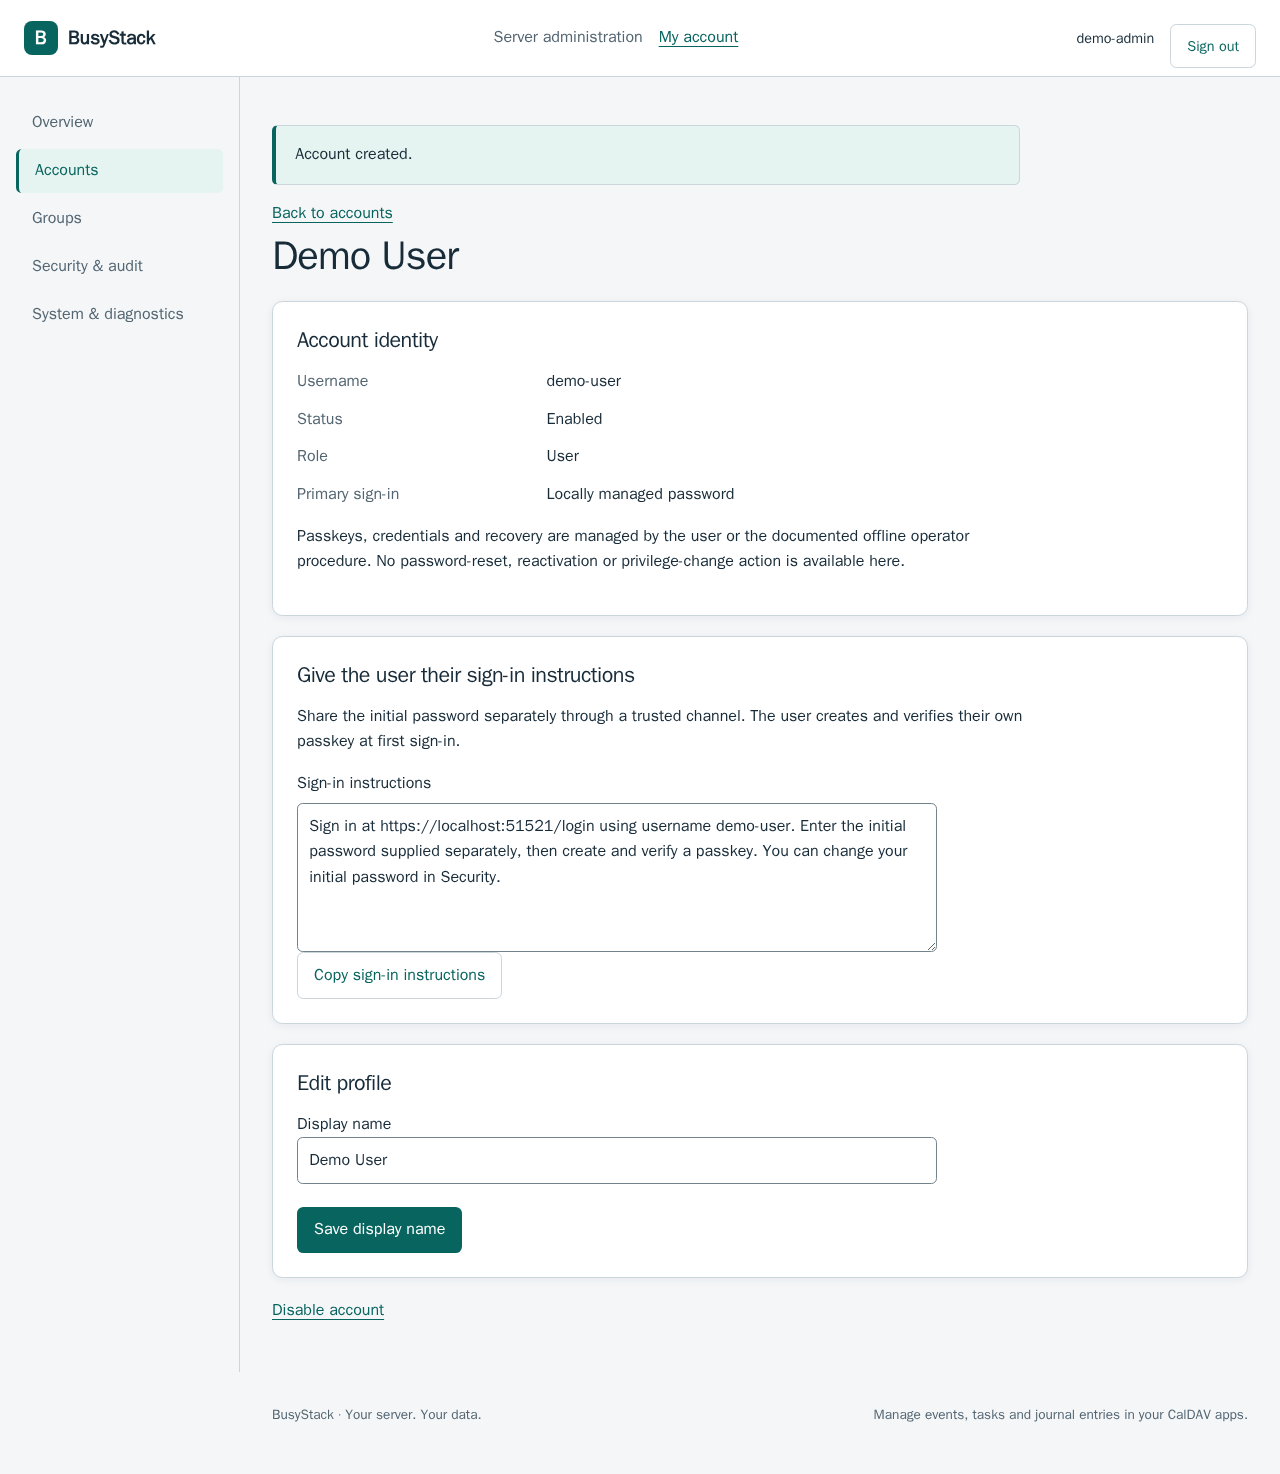 B BusyStack
Server administration My account
demo-admin Sign out
Overview
Accounts
Groups
Security & audit
System & diagnostics
Account created.
Back to accounts
Demo User
Account identity
Username demo-user
Status Enabled
Role User
Primary sign-in Locally managed password
Passkeys, credentials and recovery are managed by the user or the documented offline operator
procedure. No password-reset, reactivation or privilege-change action is available here.
Give the user their sign-in instructions
Share the initial password separately through a trusted channel. The user creates and verifies their own
passkey at first sign-in.
Sign-in instructions
Sign in at https://localhost:51521/login using username demo-user. Enter the initial
password supplied separately, then create and verify a passkey. You can change your
initial password in Security.
Copy sign-in instructions
Edit profile
Display name
Demo User
Save display name
Disable account
BusyStack · Your server. Your data.
Manage events, tasks and journal entries in your CalDAV apps.